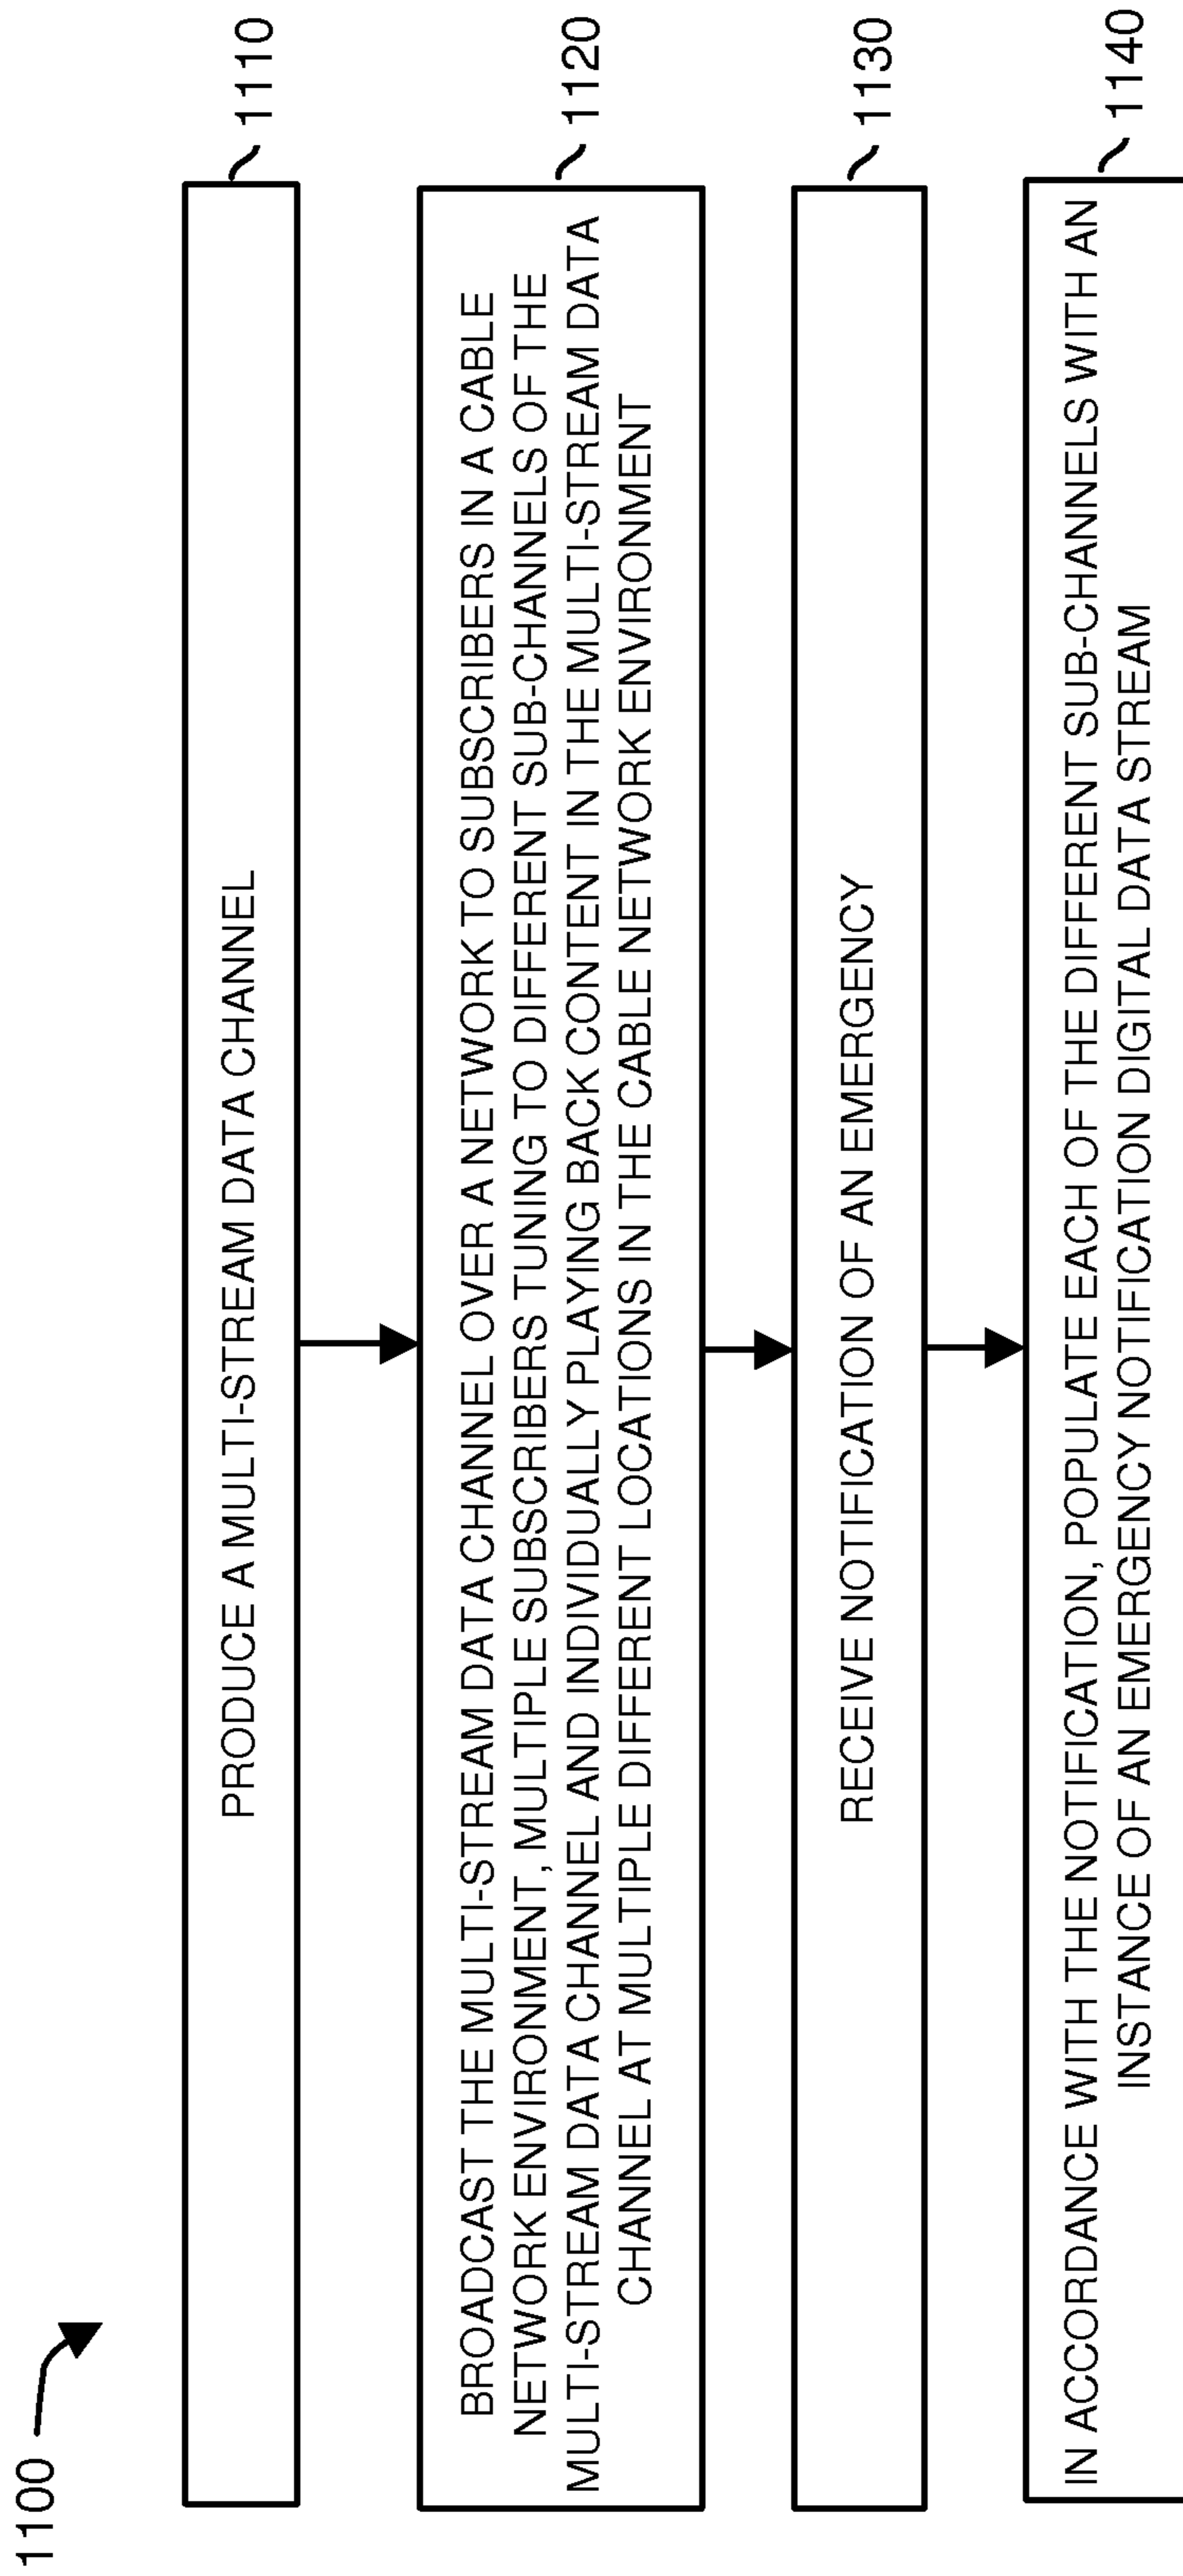 1100
PRODUCE A MULTI-STREAM DATA CHANNEL
1110
BROADCAST THE MULTI-STREAM DATA CHANNEL OVER A NETWORK TO SUBSCRIBERS IN A CABLE
NETWORK ENVIRONMENT, MULTIPLE SUBSCRIBERS TUNING TO DIFFERENT SUB-CHANNELS OF THE
MULTI-STREAM DATA CHANNEL AND INDIVIDUALLY PLAYING BACK CONTENT IN THE MULTI-STREAM DATA
CHANNEL AT MULTIPLE DIFFERENT LOCATIONS IN THE CABLE NETWORK ENVIRONMENT
1120
RECEIVE NOTIFICATION OF AN EMERGENCY
1130
IN ACCORDANCE WITH THE NOTIFICATION, POPULATE EACH OF THE DIFFERENT SUB-CHANNELS WITH AN
INSTANCE OF AN EMERGENCY NOTIFICATION DIGITAL DATA STREAM
1140